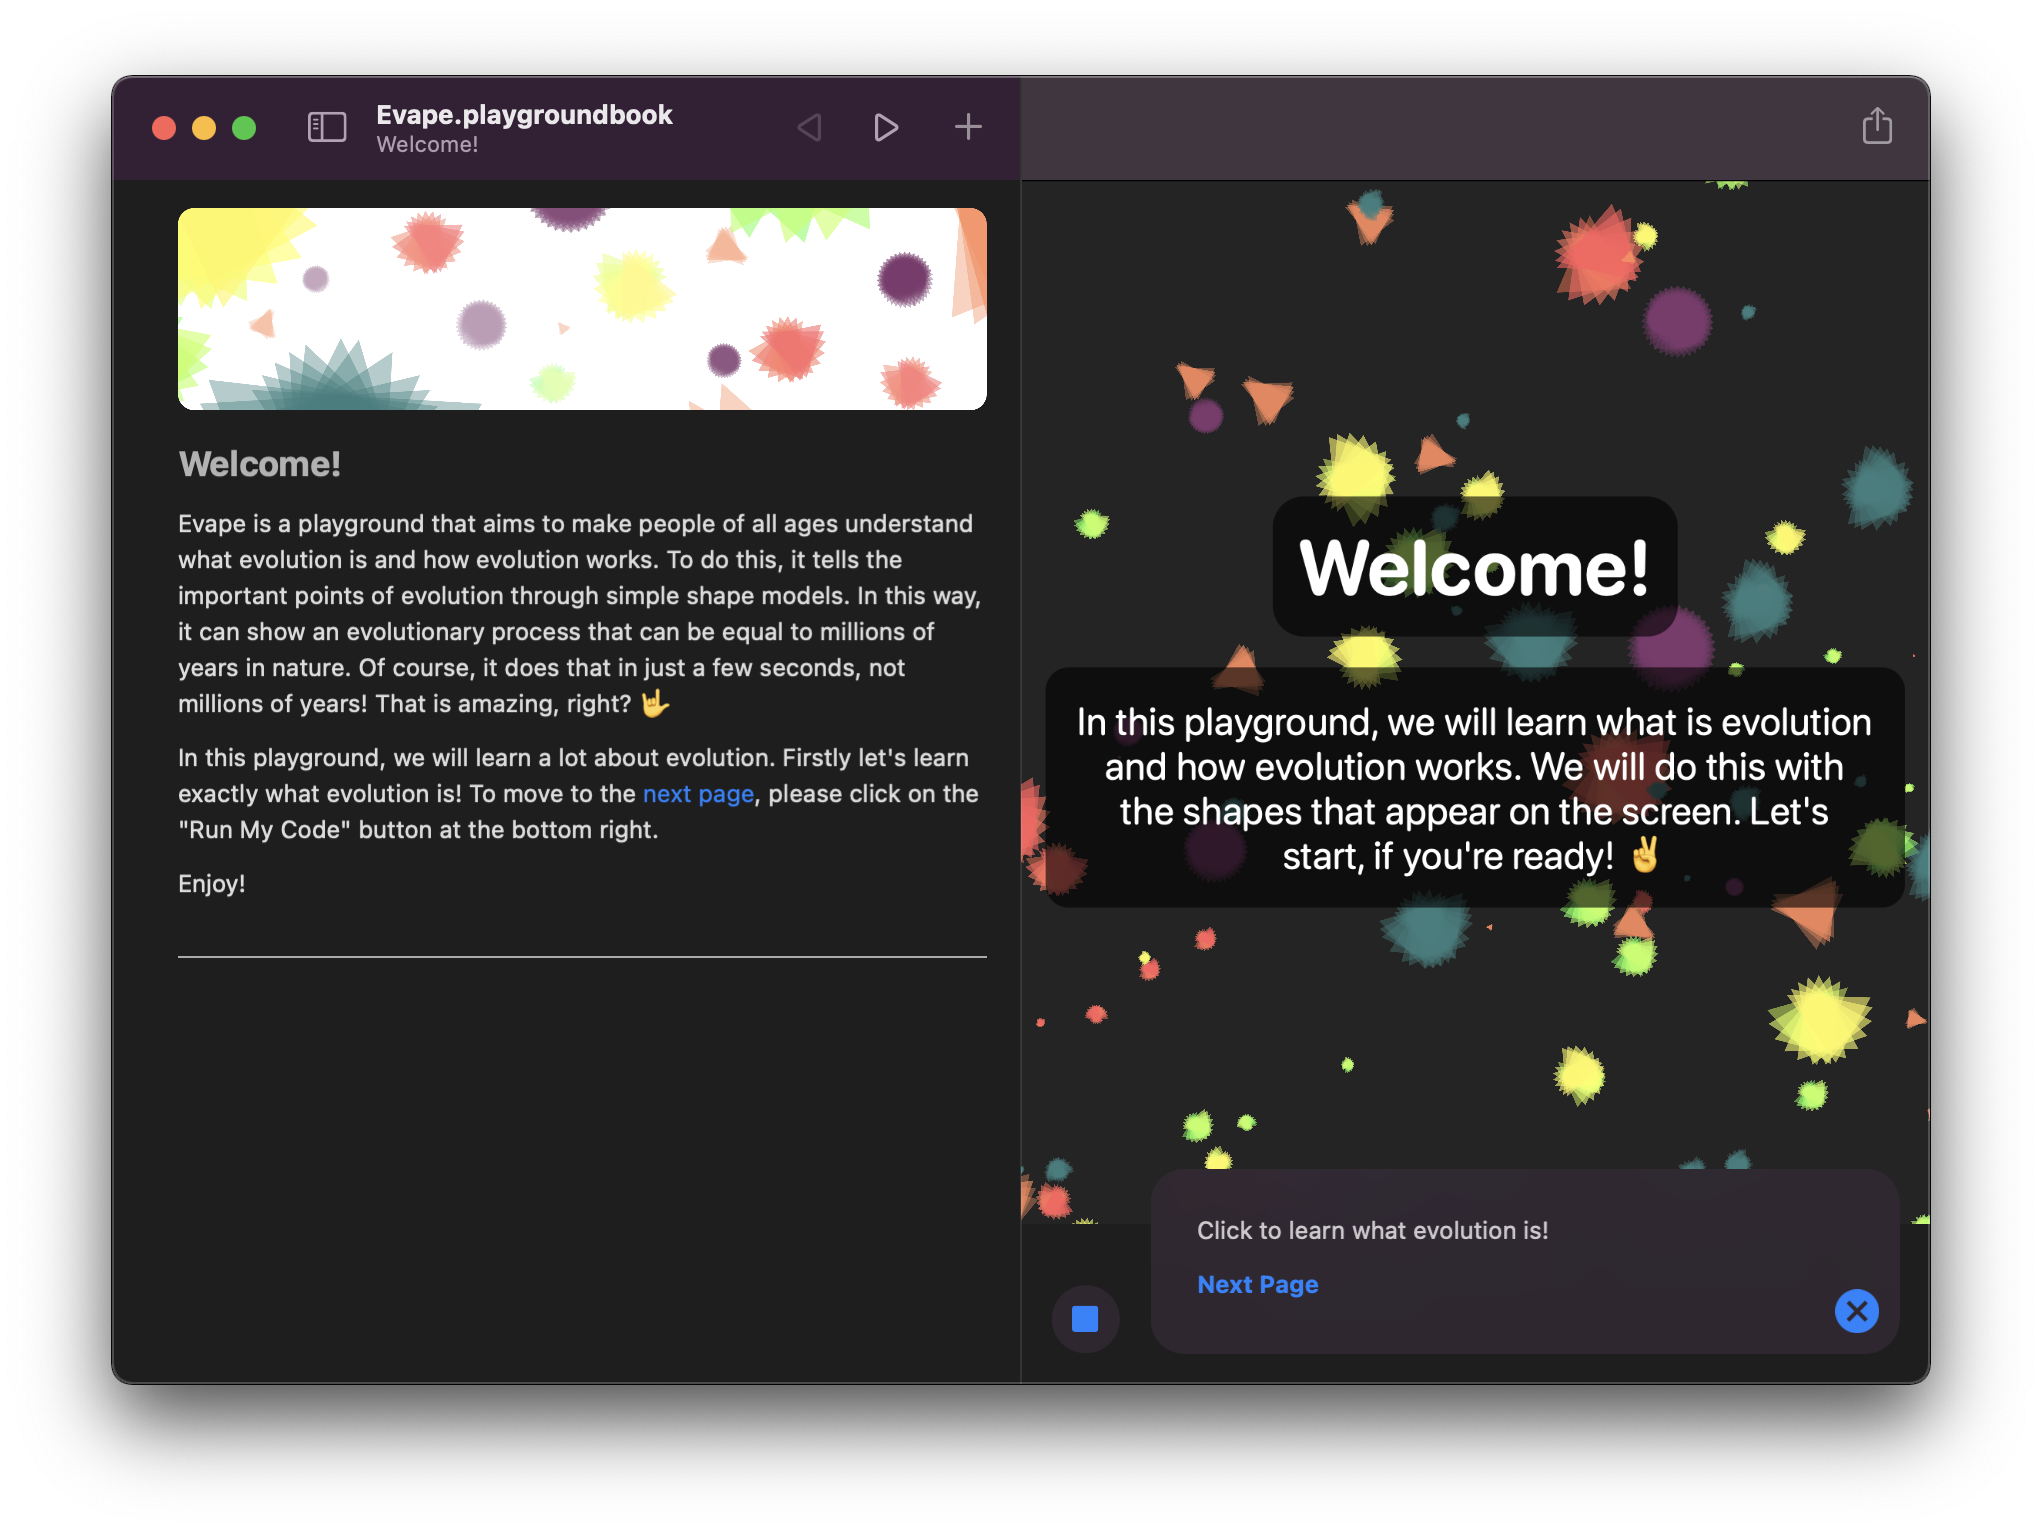 Evape.playgroundbook
Welcome!
Welcome!
Evape is a playground that aims to make people of all ages understand
what evolution is and how evolution works. To do this, it tells the
important points of evolution through simple shape models. In this way,
it can show an evolutionary process that can be equal to millions of
years in nature. Of course, it does that in just a few seconds, not
millions of years! That is amazing, right? 🤟
In this playground, we will learn a lot about evolution. Firstly let's learn
exactly what evolution is! To move to the next page, please click on the
"Run My Code" button at the bottom right.
Enjoy!
Welcome!
In this playground, we will learn what is evolution
and how evolution works. We will do this with
the shapes that appear on the screen. Let's
start, if you're ready! ✌️
Click to learn what evolution is!
Next Page